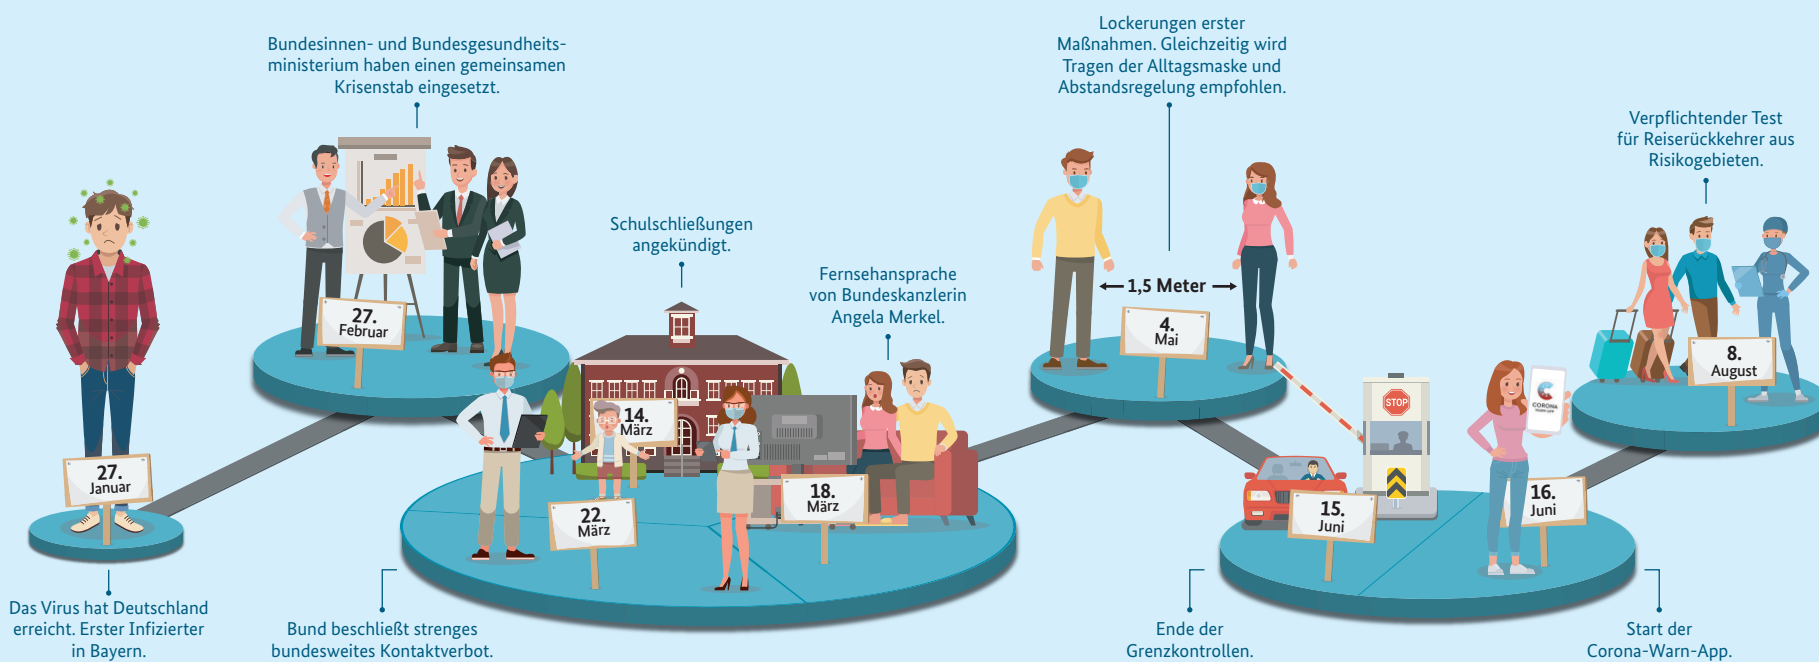 Das Virus hat Deutschland
erreicht. Erster Infizierter
in Bayern.
27.
Januar
Bundesinnen- und Bundesgesundheits-
ministerium haben einen gemeinsamen
Krisenstab eingesetzt.
27.
Februar
Schulschließungen
angekündigt.
14.
März
Fernsehansprache
von Bundeskanzlerin
Angela Merkel.
18.
März
22.
März
Bund beschließt strenges
bundesweites Kontaktverbot.
Lockerungen erster
Maßnahmen. Gleichzeitig wird
Tragen der Alltagsmaske und
Abstandsregelung empfohlen.
1,5 Meter
4.
Mai
STOP
15.
Juni
Ende der
Grenzkontrollen.
CORONA
WARN-APP
16.
Juni
Start der
Corona-Warn-App.
Verpflichtender Test
für Reiserückkehrer aus
Risikogebieten.
8.
August